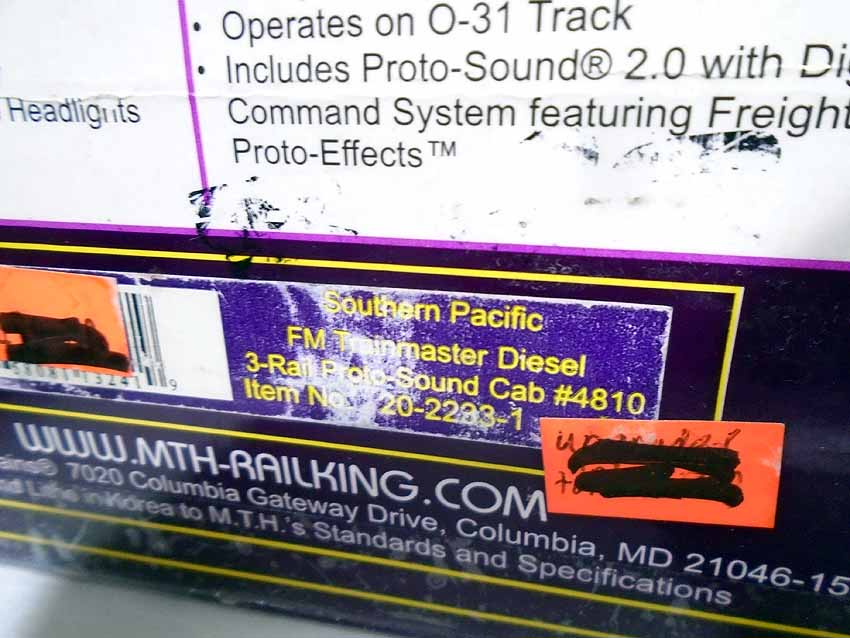 • Operates on O-31 Track
• Includes Proto-Sound® 2.0 with
Command System featuring Freight
Proto-Effects™
Headlights
Southern Pacific
FM Trainmaster Diesel
3-Rail Proto-Sound Cab #4810
Item No. 20-2233-1
9
WWW.MTH-RAILKING.COM
7020 Columbia Gateway Drive, Columbia, MD 21046-15
in Korea to M.T.H.'s Standards and Specifications